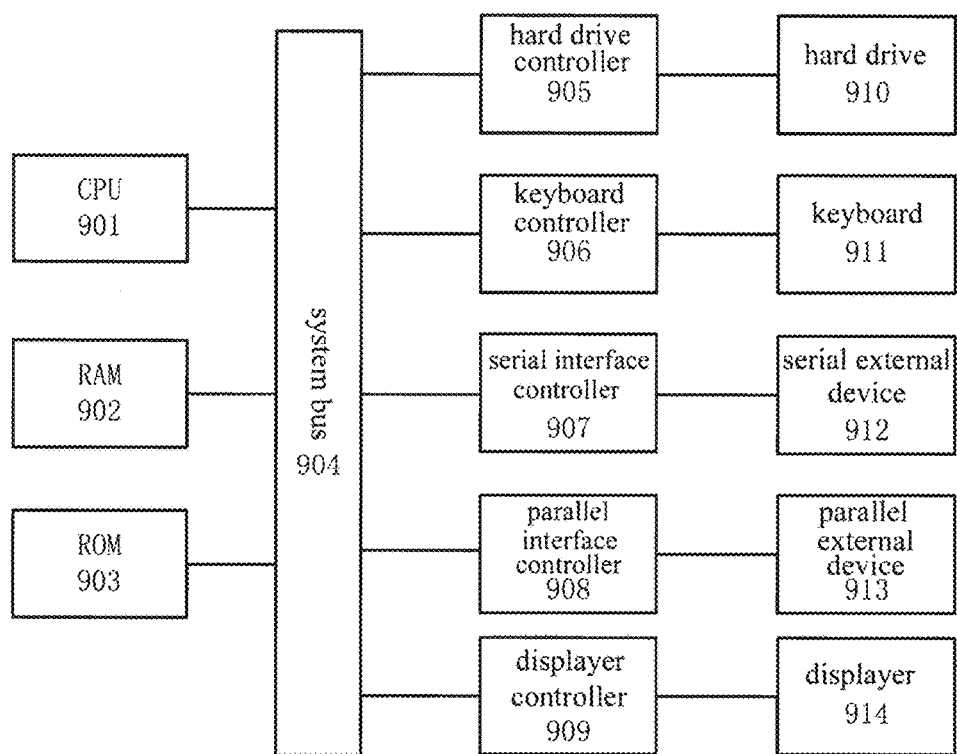 CPU
901
RAM
902
ROM
903
system bus
904
hard drive
controller
905
hard drive
910
keyboard
controller
906
keyboard
911
serial interface
controller
907
serial external
device
912
parallel
interface
controller
908
parallel
external
device
913
displayer
controller
909
displayer
914